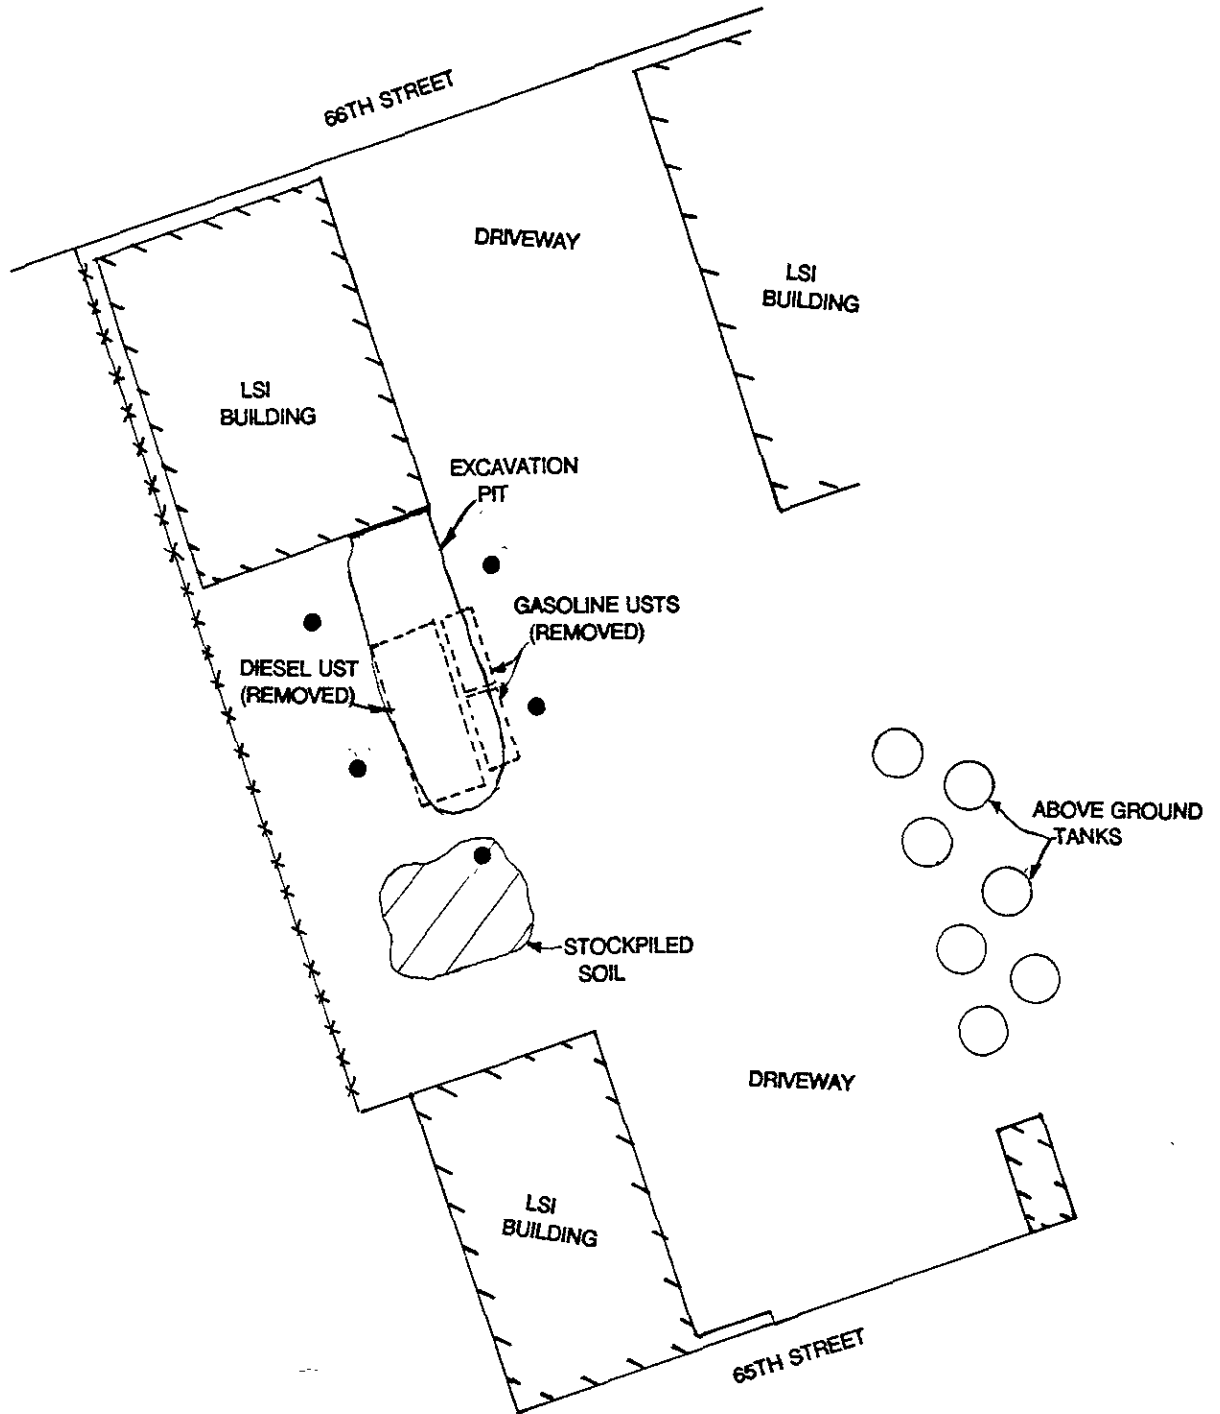 66TH STREET
DRIVEWAY
LSI
BUILDING
LSI
BUILDING
EXCAVATION
PIT
GASOLINE USTS
(REMOVED)
DIESEL UST
(REMOVED)
ABOVE GROUND
TANKS
STOCKPILED
SOIL
DRIVEWAY
LSI
BUILDING
65TH STREET